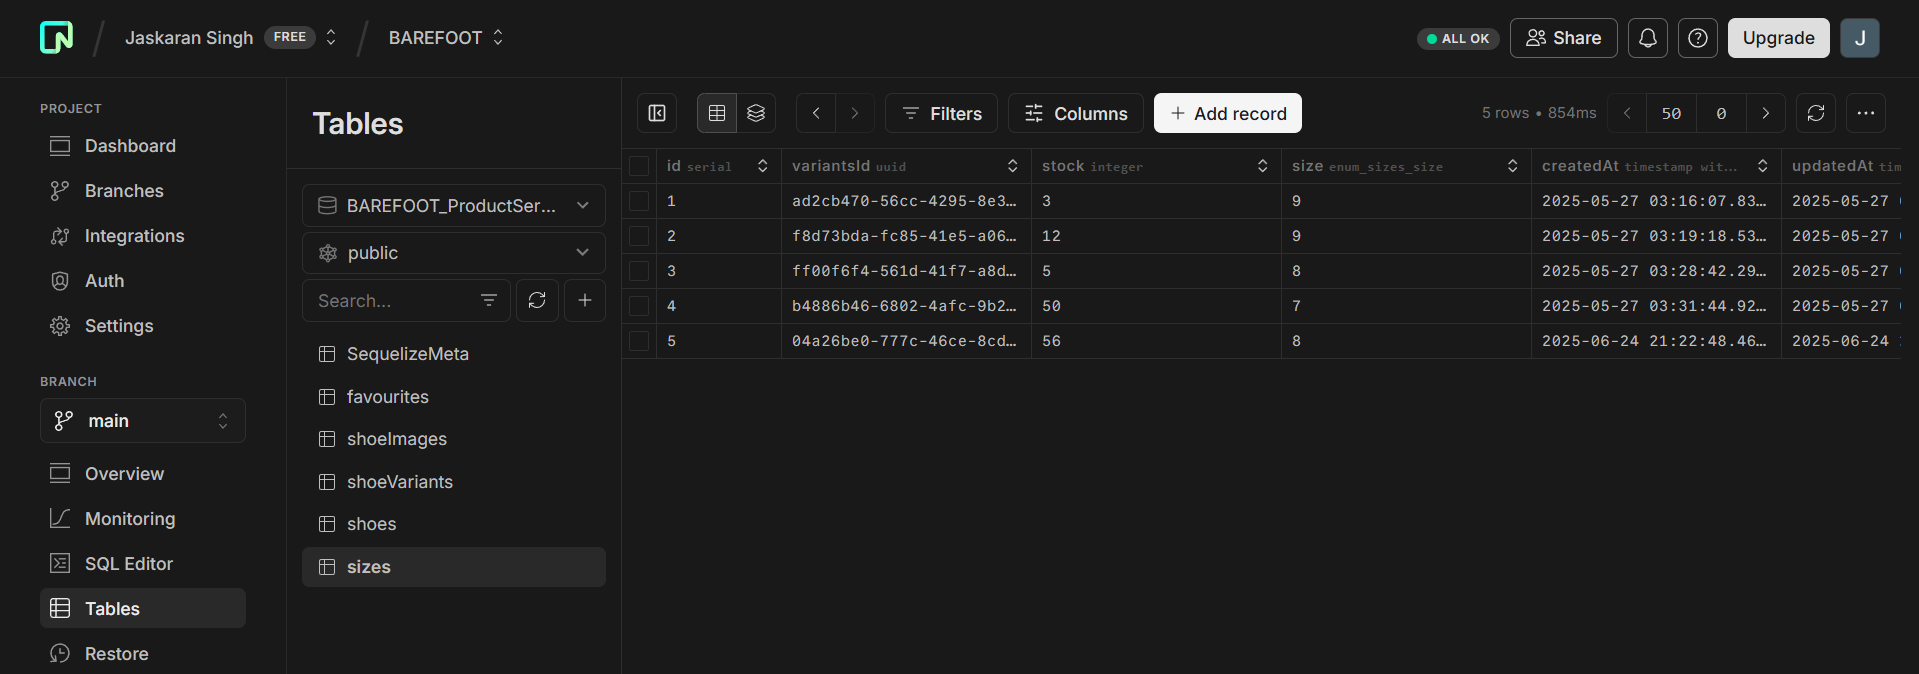 Jaskaran Singh FREE BAREFOOT ALL OK Share Upgrade J
PROJECT
Dashboard
Branches
Integrations
Auth
Settings
BRANCH
main
Overview
Monitoring
SQL Editor
Tables
Restore
Tables
BAREFOOT_ProductSer...
public
Search...
SequelizeMeta
favourites
shoeImages
shoeVariants
shoes
sizes
Filters Columns Add record 5 rows • 854ms 50 0
id serial variantsId uuid stock integer size enum_sizes_size createdAt timestamp wit... updatedAt tim
1 ad2cb470-56cc-4295-8e3... 3 9 2025-05-27 03:16:07.83... 2025-05-27
2 f8d73bda-fc85-41e5-a06... 12 9 2025-05-27 03:19:18.53... 2025-05-27
3 ff00f6f4-561d-41f7-a8d... 5 8 2025-05-27 03:28:42.29... 2025-05-27
4 b4886b46-6802-4afc-9b2... 50 7 2025-05-27 03:31:44.92... 2025-05-27
5 04a26be0-777c-46ce-8cd... 56 8 2025-06-24 21:22:48.46... 2025-06-24